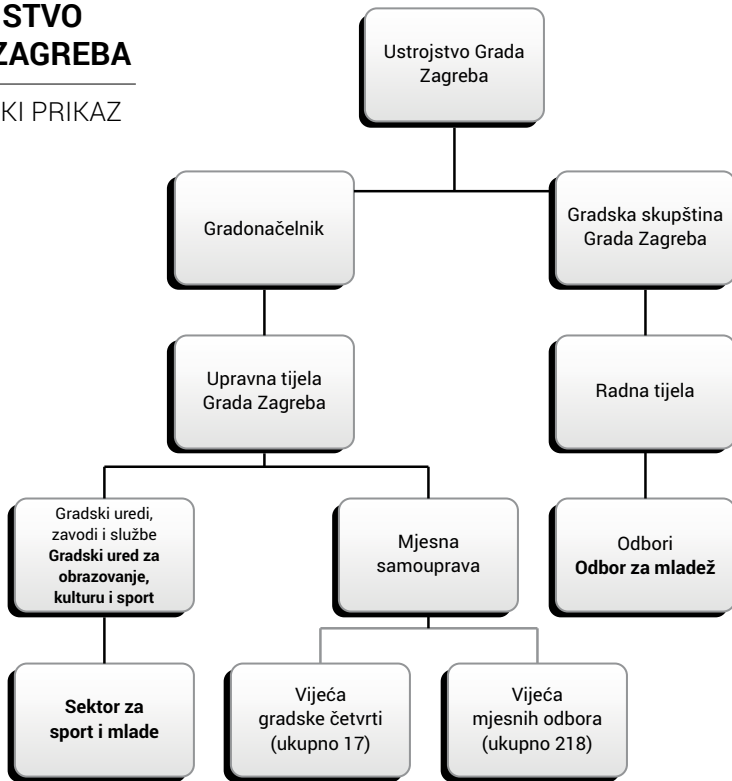 STVO
ZAGREBA
KI PRIKAZ
Ustrojstvo Grada
Zagreba
Gradonačelnik
Gradska skupština
Grada Zagreba
Upravna tijela
Grada Zagreba
Radna tijela
Gradski uredi,
zavodi i službe
Gradski ured za
obrazovanje,
kulturu i sport
Mjesna
samouprava
Odbori
Odbor za mladež
Sektor za
sport i mlade
Vijeća
gradske četvrti
(ukupno 17)
Vijeća
mjesnih odbora
(ukupno 218)